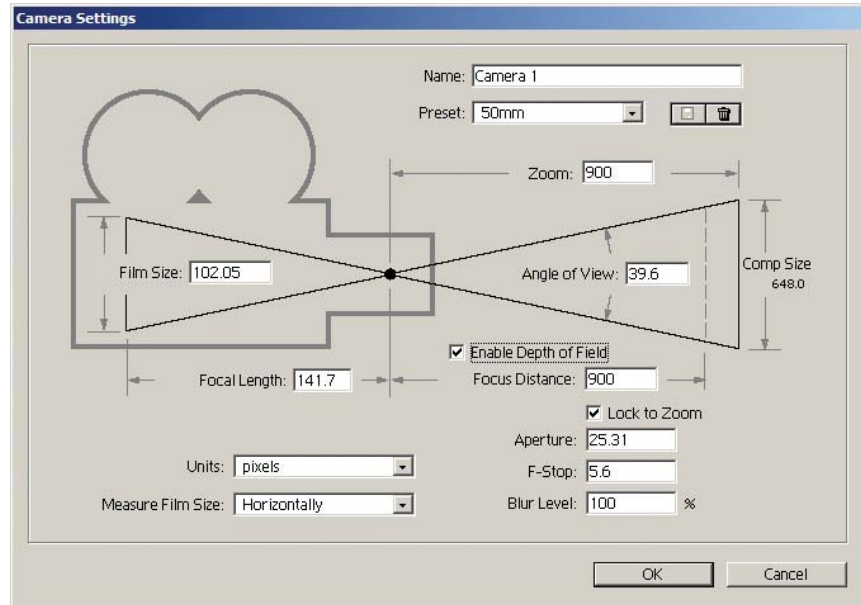 Camera Settings
Name: Camera 1
Preset: 50mm
Zoom: 900
Film Size: 102.05
Angle of View: 39.6
Comp Size
648.0
Enable Depth of Field
Focal Length: 141.7
Focus Distance: 900
Lock to Zoom
Aperture: 25.31
Units: pixels
F-Stop: 5.6
Measure Film Size: Horizontally
Blur Level: 100 %
OK
Cancel